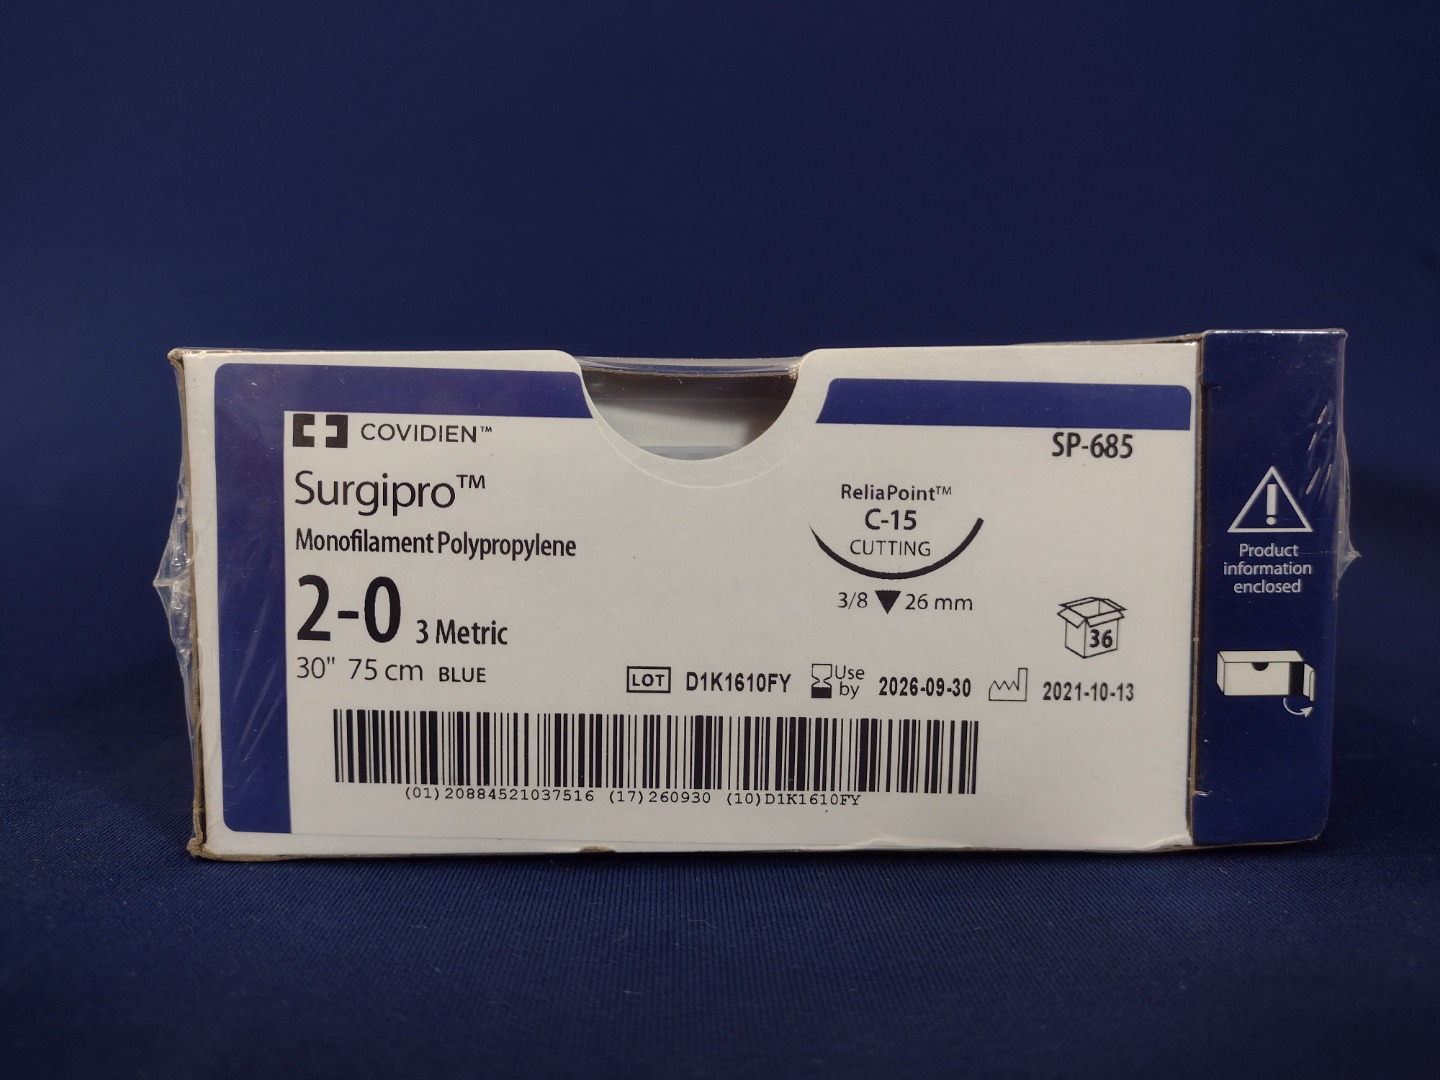 COVIDIEN™
SP-685
Surgipro™
Monofilament Polypropylene
2-0 3 Metric
30" 75 cm BLUE
ReliaPoint™
C-15
CUTTING
3/8 26 mm
36
LOT D1K1610FY Use by 2026-09-30 2021-10-13
(01)20884521037516 (17)260930 (10)D1K1610FY
Product
information
enclosed